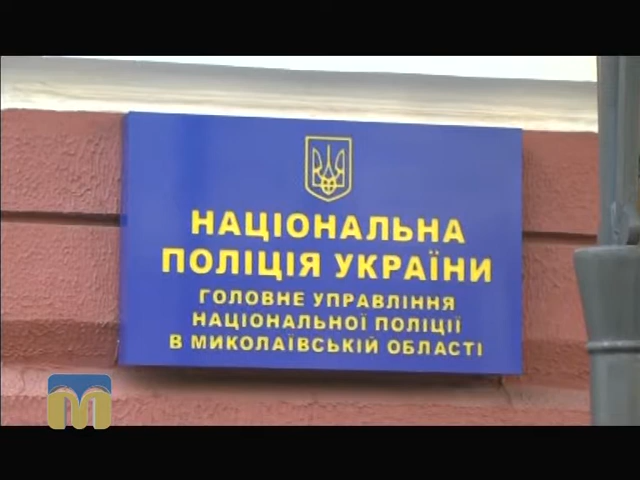 НАЦІОНАЛЬНА
ПОЛІЦІЯ УКРАЇНИ
ГОЛОВНЕ УПРАВЛІННЯ
НАЦІОНАЛЬНОЇ ПОЛІЦІЇ
В МИКОЛАЇВСЬКІЙ ОБЛАСТІ